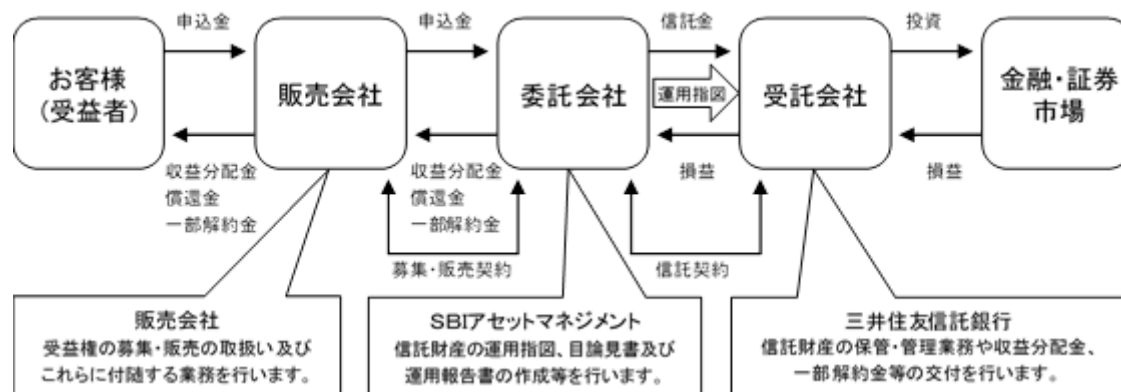 申込金
申込金
信託金
投資
お客様
(受益者)
販売会社
委託会社
運用指図
受託会社
金融・証券
市場
収益分配金
償還金
一部解約金
収益分配金
償還金
一部解約金
損益
損益
募集・販売契約
信託契約
販売会社
受益権の募集・販売の取扱い及び
これらに付随する業務を行います。
SBIアセットマネジメント
信託財産の運用指図、目論見書及び
運用報告書の作成等を行います。
三井住友信託銀行
信託財産の保管・管理業務や収益分配金、
一部解約金等の交付を行います。